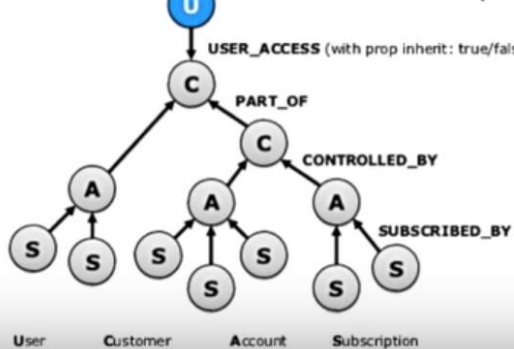 U
USER_ACCESS (with prop inherit: true/fals
C
PART_OF
C
CONTROLLED_BY
A
A
A
SUBSCRIBED_BY
S
S
S
S
S
S
S
User Customer Account Subscription